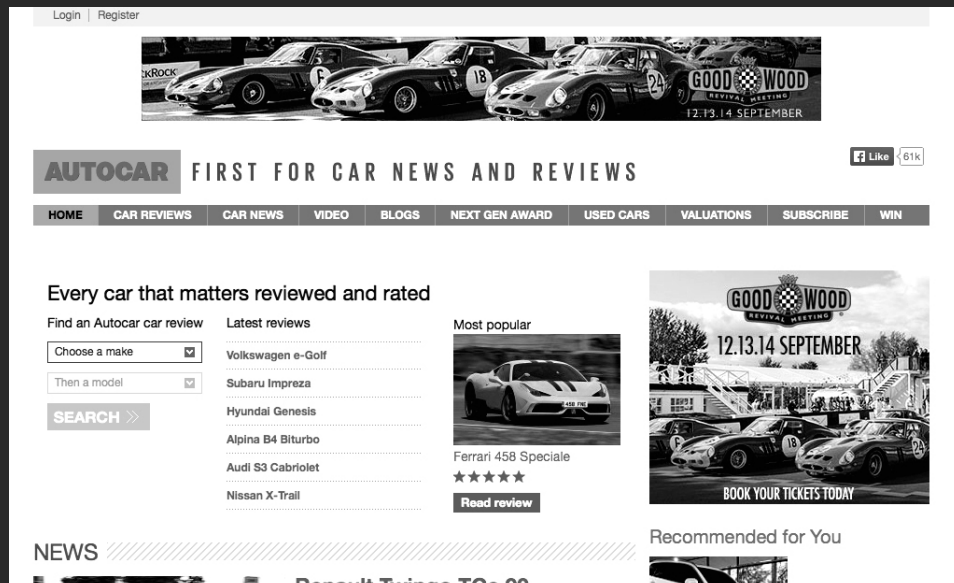 Login Register
CKROCK
6 18 24
GOOD WOOD
REVIVAL MEETING
12.13.14 SEPTEMBER
AUTOCAR FIRST FOR CAR NEWS AND REVIEWS
Like 61k
HOME CAR REVIEWS CAR NEWS VIDEO BLOGS NEXT GEN AWARD USED CARS VALUATIONS SUBSCRIBE WIN
Every car that matters reviewed and rated
Find an Autocar car review
Choose a make
Then a model
SEARCH
Latest reviews
Volkswagen e-Golf
Subaru Impreza
Hyundai Genesis
Alpina B4 Biturbo
Audi S3 Cabriolet
Nissan X-Trail
Most popular
458 FNE
Ferrari 458 Speciale
Read review
GOOD WOOD
REVIVAL MEETING
12.13.14 SEPTEMBER
18 24
BOOK YOUR TICKETS TODAY
Recommended for You
NEWS